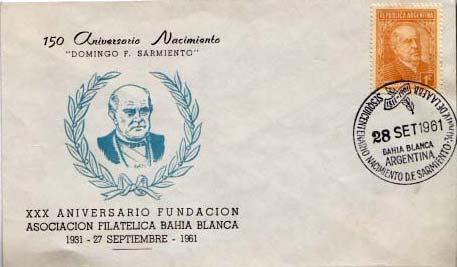 150 Aniversario Nacimiento
"DOMINGO F. SARMIENTO"
REPUBLICA ARGENTINA
XXX ANIVERSARIO FUNDACION
ASOCIACION FILATELICA BAHIA BLANCA
1931 - 27 SEPTIEMBRE - 1961
SESQUICENTENARIO NACIMIENTO D.F. SARMIENTO
28 SET 1961
BAHIA BLANCA
ARGENTINA